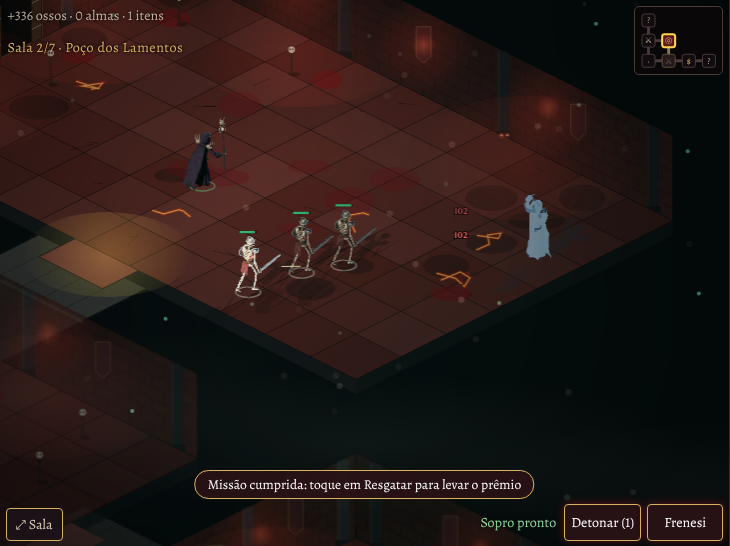 +336 ossos · 0 almas · 1 itens
Sala 2/7 · Poço dos Lamentos
?
$ ?
102
102
Missão cumprida: toque em Resgatar para levar o prêmio
Sala
Sopro pronto
Detonar (1)
Frenesi